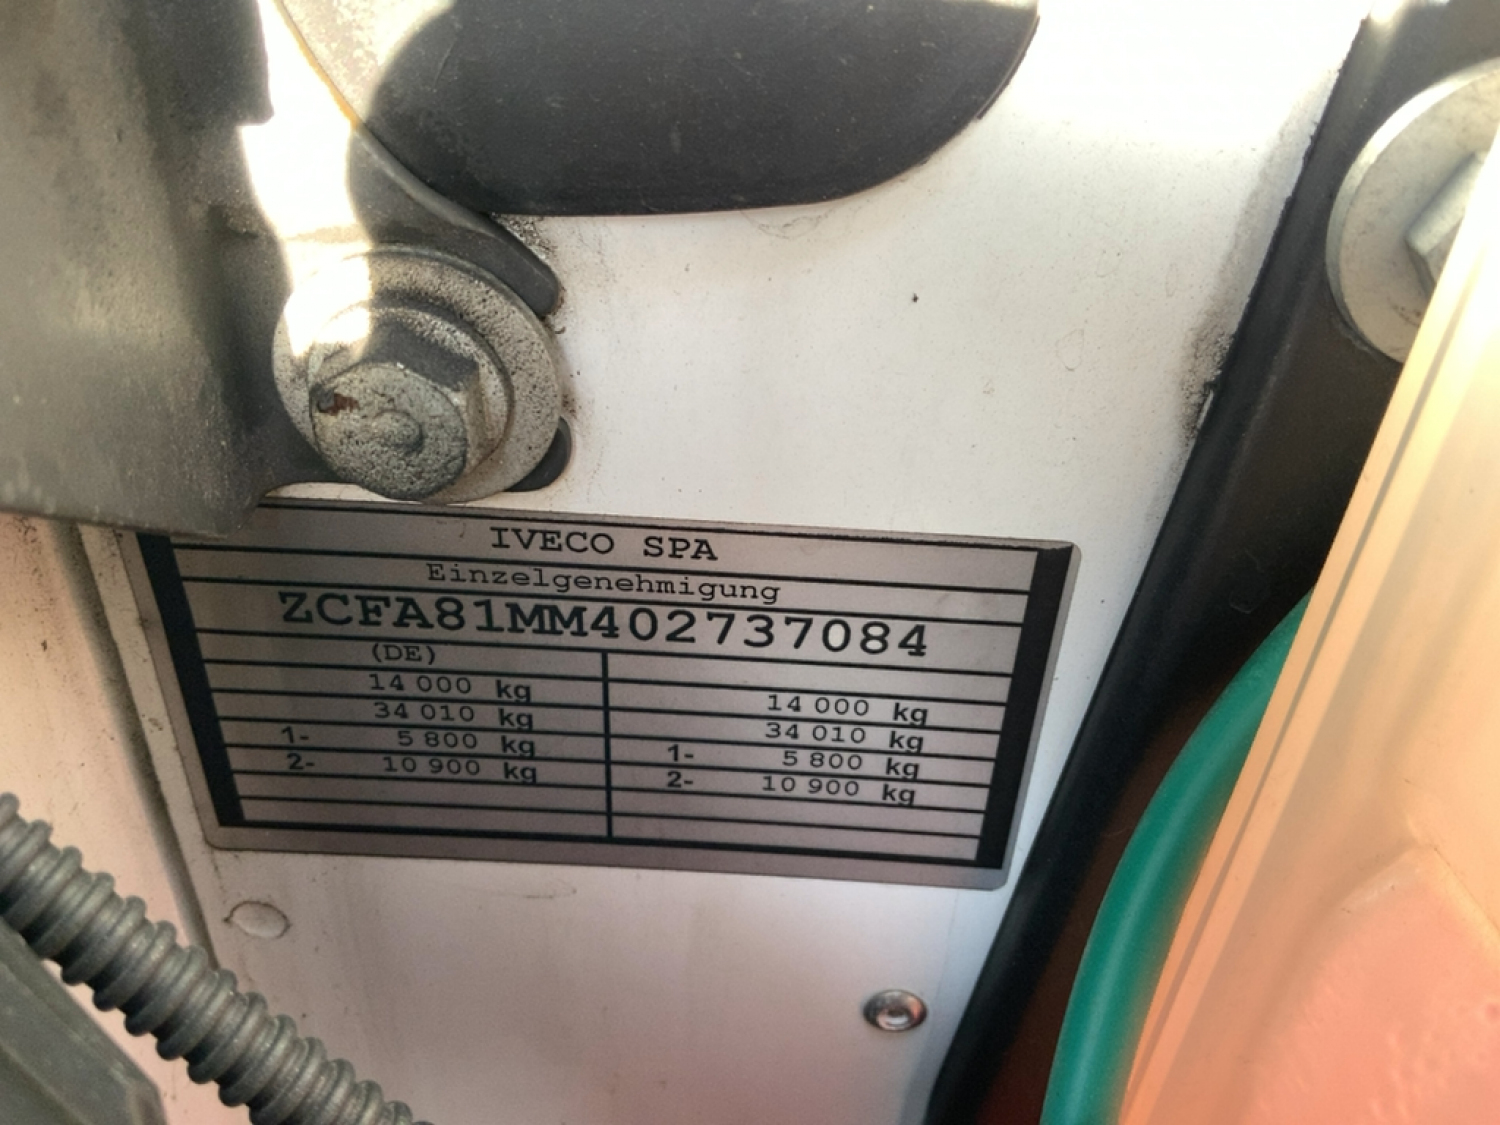 IVECO SPA
Einzelgenehmigung
ZCFA81MM402737084
(DE)
14 000 kg 14 000 kg
34 010 kg 34 010 kg
1- 5 800 kg 1- 5 800 kg
2- 10 900 kg 2- 10 900 kg